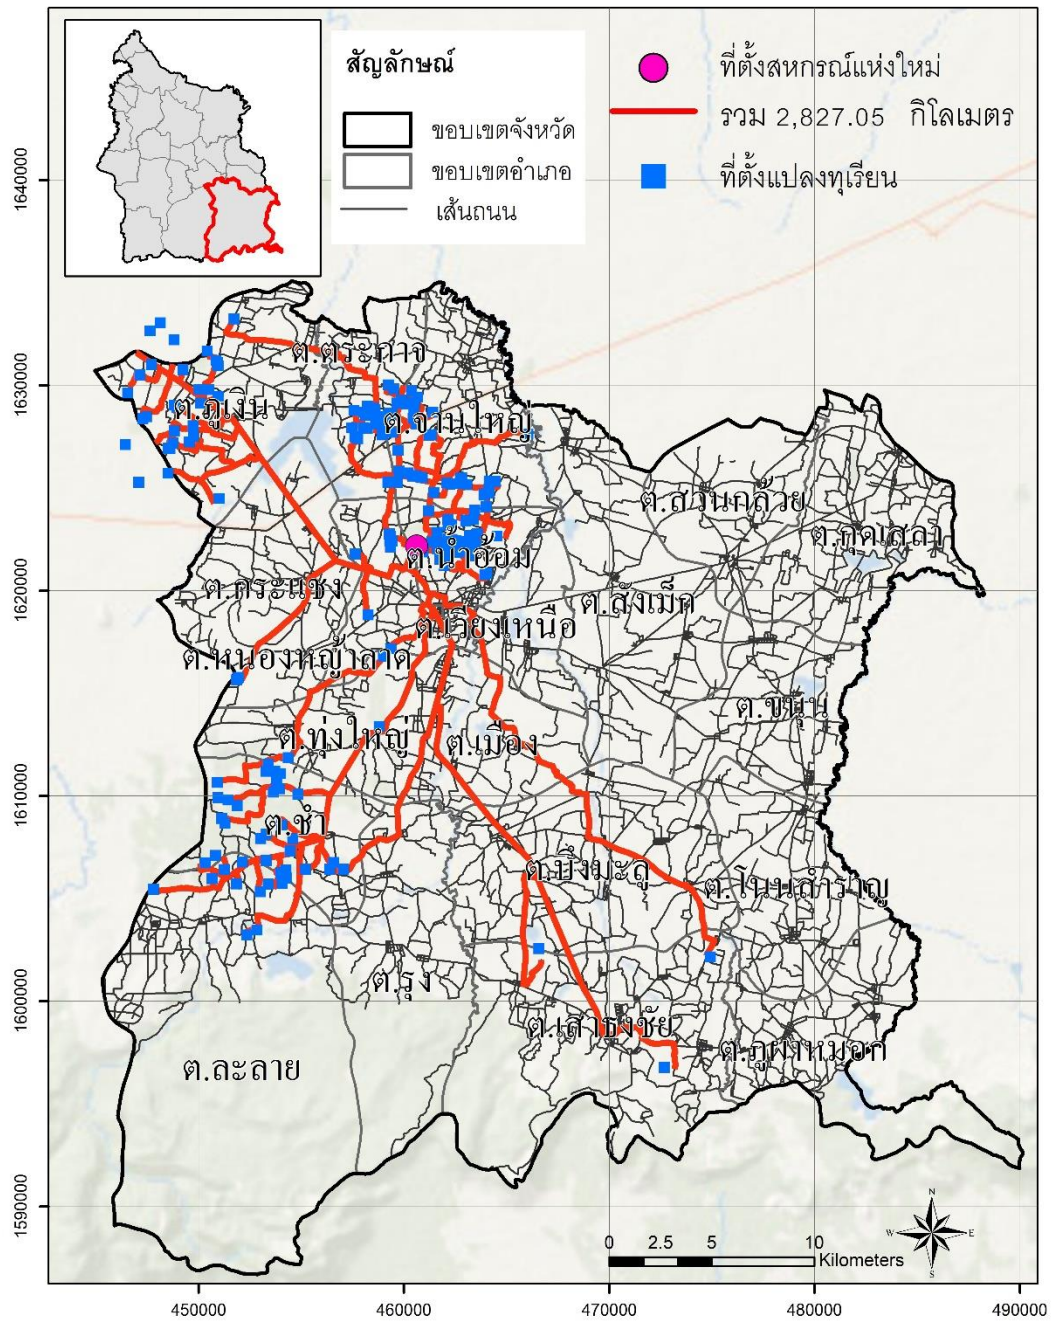 สัญลักษณ์
ขอบเขตจังหวัด
ขอบเขตอำเภอ
เส้นถนน
ที่ตั้งสหกรณ์แห่งใหม่
รวม 2,827.05 กิโลเมตร
ที่ตั้งแปลงทุเรียน
1640000
1630000
1620000
1610000
1600000
1590000
ต.ตระกาจ
ต.ภูเงิน
ต.จานใหญ่
ต.สวนกล้วย
ต.กุดเสลา
ต.น้ำอ้อม
ต.กระแชง
ต.สังเม็ก
ต.เวียงเหนือ
ต.หนองหญ้าลาด
ต.ขนุน
ต.ทุ่งใหญ่
ต.เมือง
ต.ชำ
ต.บึงมะลู
ต.โนนสำราญ
ต.รุง
ต.เสาธงชัย
ต.ภูผาหมอก
ต.ละลาย
N
W
E
S
0 2.5 5 10
Kilometers
450000 460000 470000 480000 490000